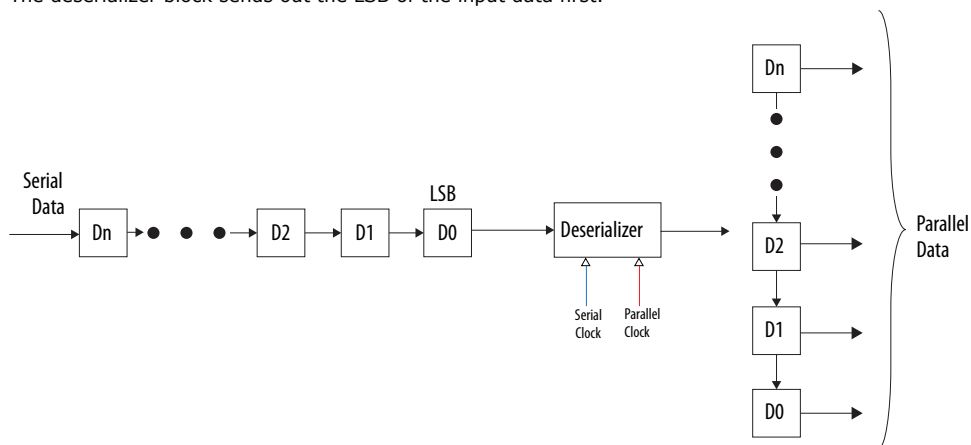 The deserializer block sends out the LSB of the input data first.
Dn
Serial
Data
LSB
Dn
D2
D1
D0
Deserializer
D2
Parallel
Data
Serial
Clock
Parallel
Clock
D1
D0